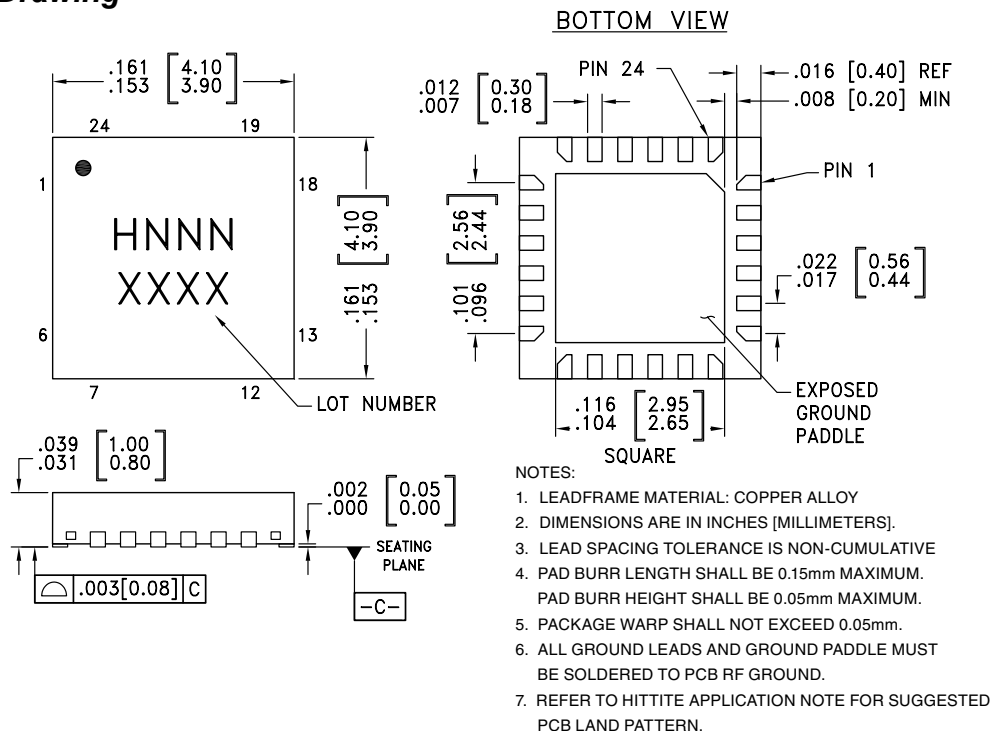 Drawing
BOTTOM VIEW
.161 [4.10]
.153 [3.90]
24 19
1 18
HNNN
XXXX
6 13
7 12
LOT NUMBER
.161 [4.10]
.153 [3.90]
.012 [0.30]
.007 [0.18]
PIN 24
.016 [0.40] REF
.008 [0.20] MIN
PIN 1
.101 [2.56]
.096 [2.44]
.022 [0.56]
.017 [0.44]
.116 [2.95]
.104 [2.65]
SQUARE
EXPOSED
GROUND
PADDLE
.039 [1.00]
.031 [0.80]
.002 [0.05]
.000 [0.00]
SEATING
PLANE
.003[0.08] C
-C-
NOTES:
1. LEADFRAME MATERIAL: COPPER ALLOY
2. DIMENSIONS ARE IN INCHES [MILLIMETERS].
3. LEAD SPACING TOLERANCE IS NON-CUMULATIVE
4. PAD BURR LENGTH SHALL BE 0.15mm MAXIMUM.
PAD BURR HEIGHT SHALL BE 0.05mm MAXIMUM.
5. PACKAGE WARP SHALL NOT EXCEED 0.05mm.
6. ALL GROUND LEADS AND GROUND PADDLE MUST
BE SOLDERED TO PCB RF GROUND.
7. REFER TO HITTITE APPLICATION NOTE FOR SUGGESTED
PCB LAND PATTERN.